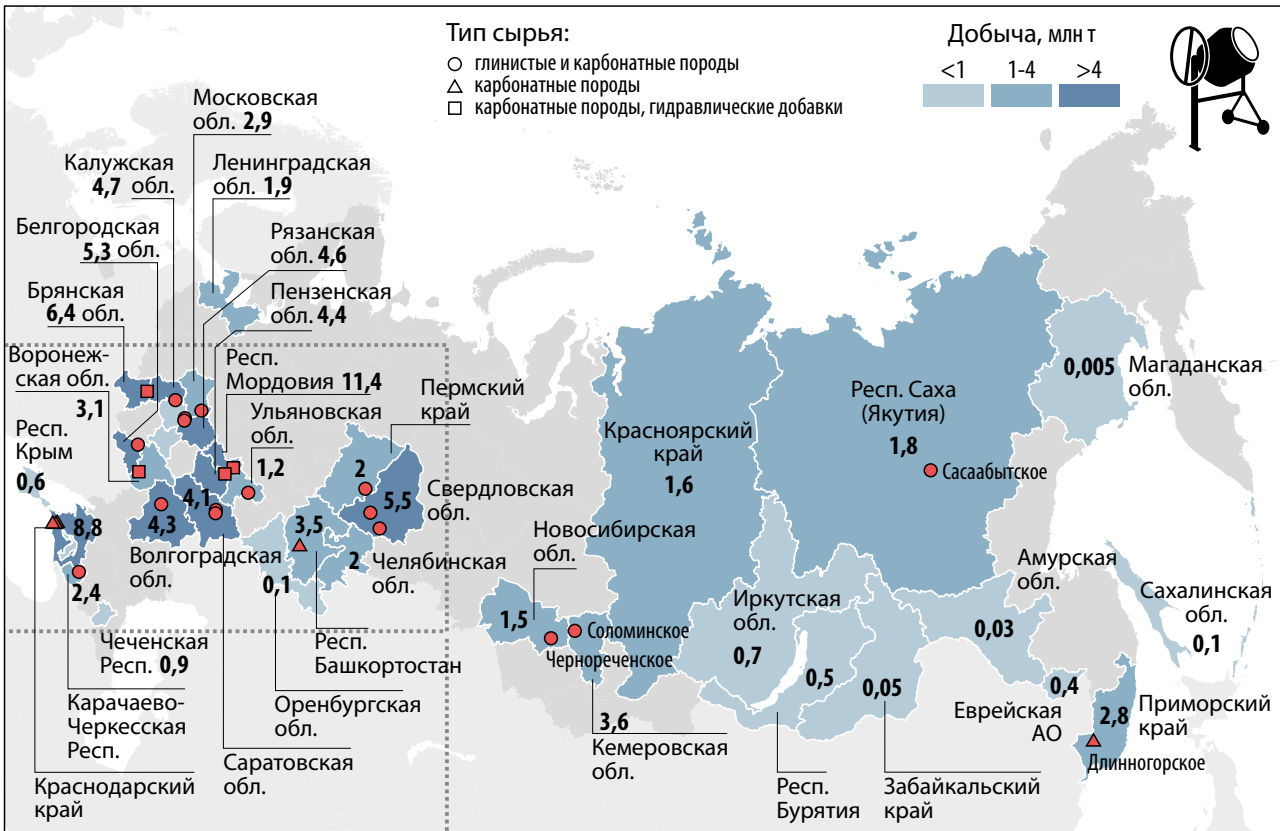 Тип сырья:
глинистые и карбонатные породы
карбонатные породы
карбонатные породы, гидравлические добавки
Добыча, млн т
<1
1-4
>4
Московская
обл. 2,9
Калужская
4,7 обл.
Ленинградская
обл. 1,9
Белгородская
5,3 обл.
Рязанская
обл. 4,6
Брянская
6,4 обл.
Пензенская
обл. 4,4
Воронеж-
ская обл.
3,1
Респ.
Мордовия 11,4
Ульяновская
обл.
1,2
Пермский
край
2
Респ.
Крым
0,6
8,8
2,4
4,3
4,1
Волгоградская
обл.
3,5
0,1
5,5
Свердловская
обл.
2
Челябинская
обл.
Чеченская
Респ. 0,9
Респ.
Башкортостан
Карачаево-
Черкесская
Респ.
Оренбургская
обл.
Саратовская
обл.
Краснодарский
край
Новосибирская
обл.
1,5
Соломинское
Чернореченское
3,6
Кемеровская
обл.
Красноярский
край
1,6
Респ. Саха
(Якутия)
1,8
Сасаабытское
0,005
Магаданская
обл.
Иркутская
обл.
0,7
0,5
0,05
Респ.
Бурятия
Забайкальский
край
Амурская
обл.
0,03
Сахалинская
обл.
0,1
0,4
Еврейская
АО
2,8
Приморский
край
Длинногорское